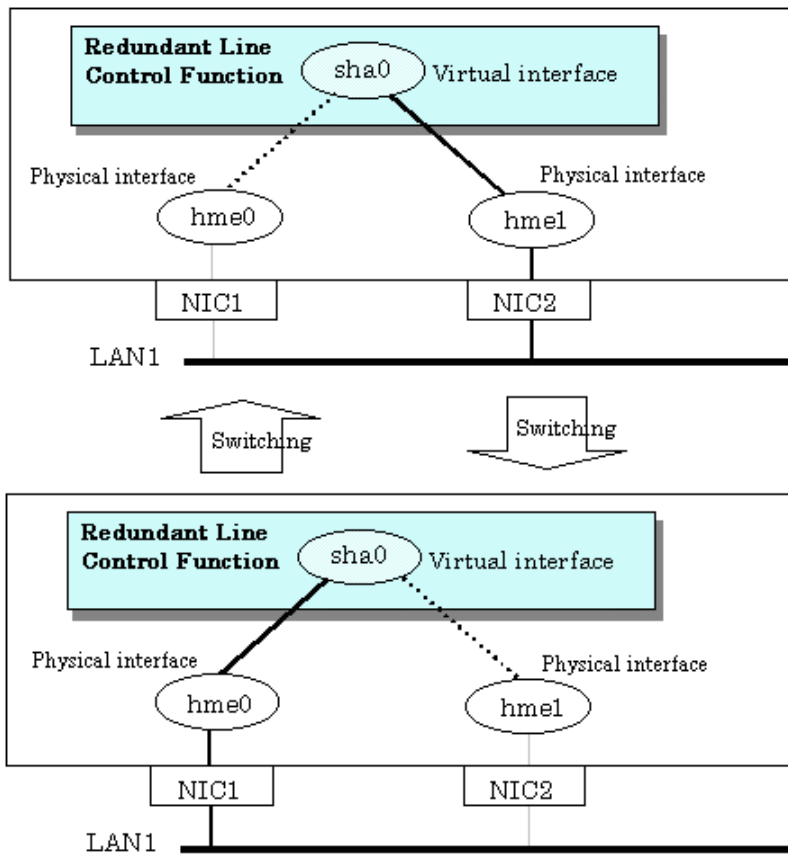 Redundant Line
Control Function
sha0
Virtual interface
Physical interface
Physical interface
hme0
hme1
NIC1
NIC2
LAN1
Switching
Switching
Redundant Line
Control Function
sha0
Virtual interface
Physical interface
Physical interface
hme0
hme1
NIC1
NIC2
LAN1